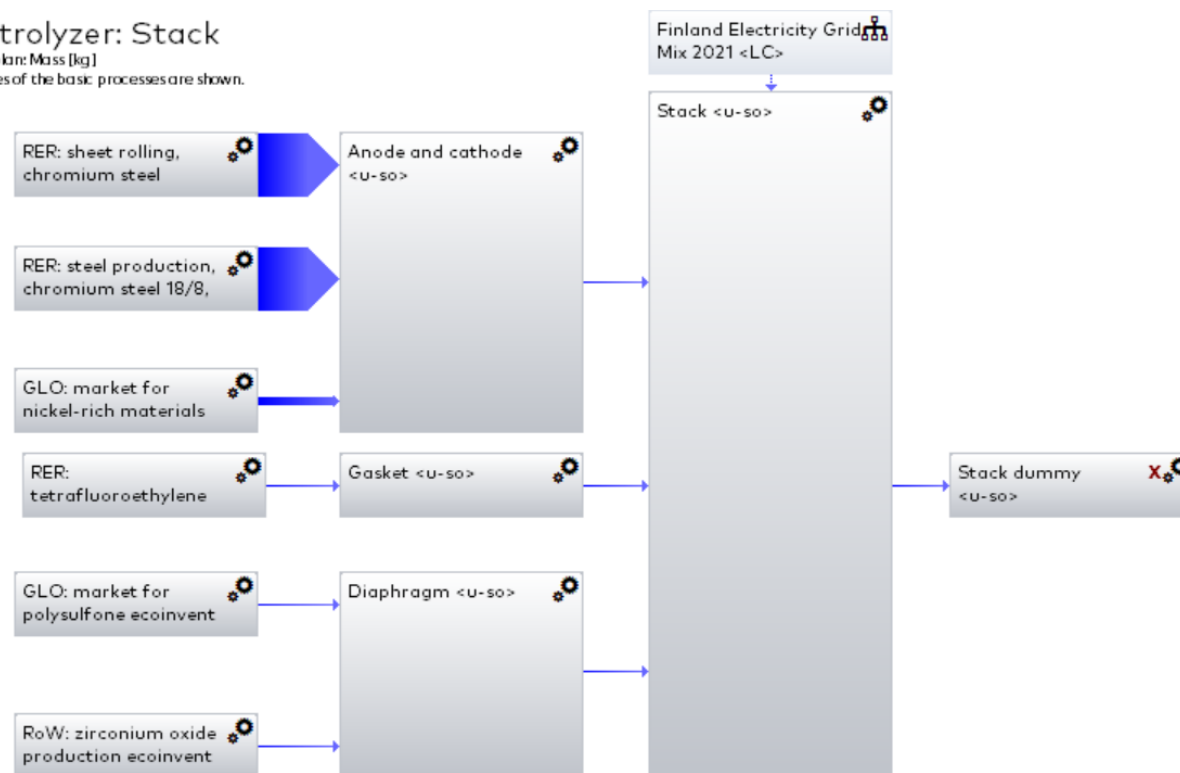 trolyzer: Stack
lan: Mass [kg]
es of the basic processes are shown.
Finland Electricity Grid
Mix 2021 <LC>
Stack <u-so>
RER: sheet rolling,
chromium steel
Anode and cathode
<u-so>
RER: steel production,
chromium steel 18/8,
GLO: market for
nickel-rich materials
RER:
tetrafluoroethylene
Gasket <u-so>
Stack dummy
<u-so>
X
GLO: market for
polysulfone ecoinvent
Diaphragm <u-so>
RoW: zirconium oxide
production ecoinvent